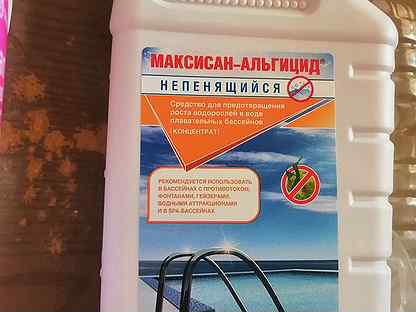 МАКСИСАН-АЛЬГИЦИД®
НЕПЕНЯЩИЙСЯ
Средство для предотвращения
роста водорослей в воде
плавательных бассейнов
(КОНЦЕНТРАТ)
РЕКОМЕНДУЕТСЯ ИСПОЛЬЗОВАТЬ
В БАССЕЙНАХ С ПРОТИВОТОКОМ,
ФОНТАНАМИ, ГЕЙЗЕРАМИ,
ВОДНЫМИ АТТРАКЦИОНАМИ
И В SPA-БАССЕЙНАХ